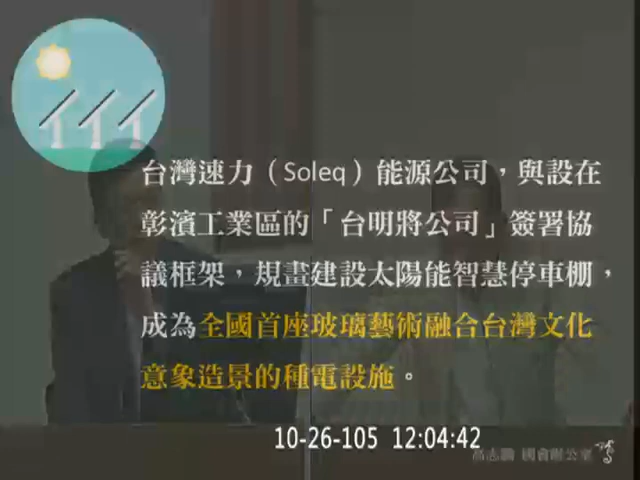 台灣速力（Soleq）能源公司，與設在
彰濱工業區的「台明將公司」簽署協
議框架，規畫建設太陽能智慧停車棚，
成為全國首座玻璃藝術融合台灣文化
意象造景的種電設施。
10-26-105 12:04:42
高志鵬 國會辦公室